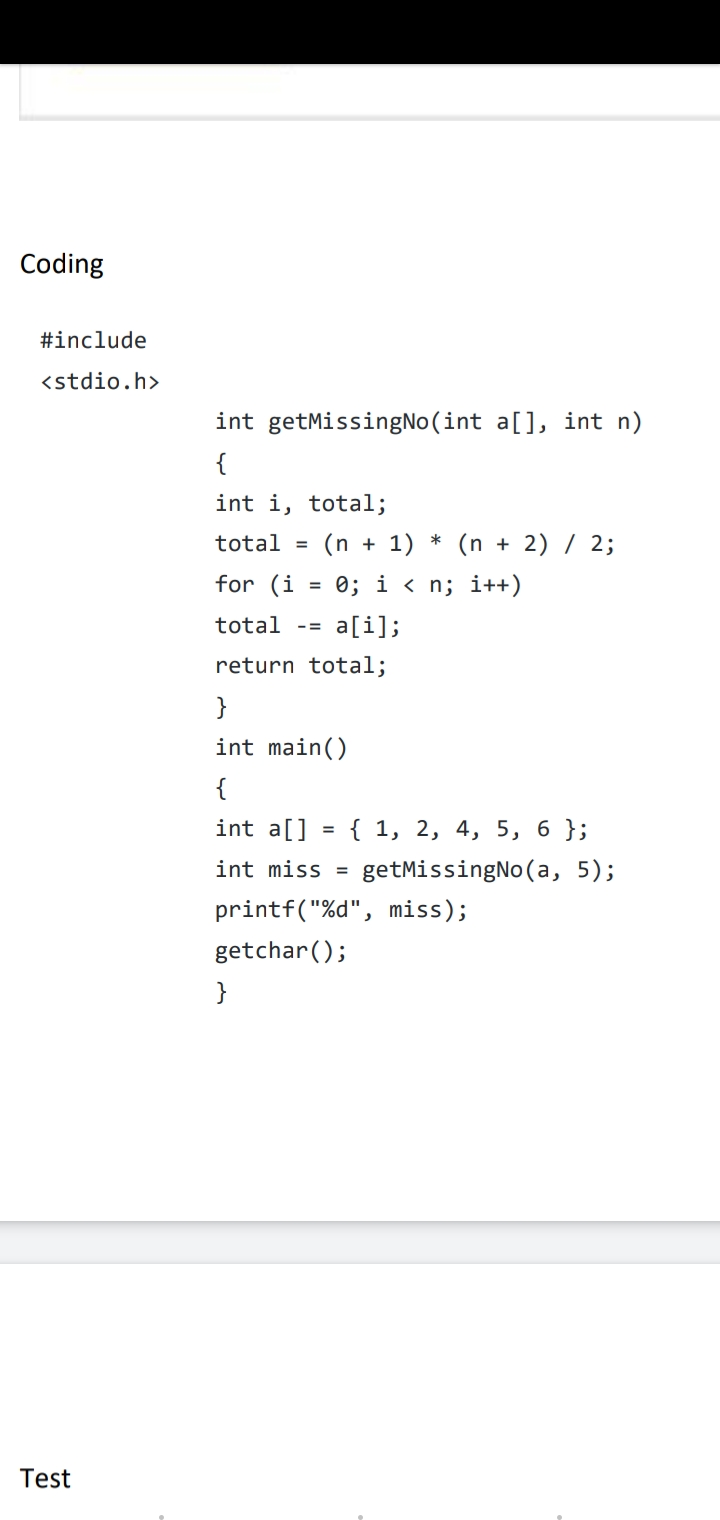 Coding
#include
<stdio.h>
int getMissingNo(int a[], int n)
{
int i, total;
total = (n + 1) * (n + 2) / 2;
for (i = 0; i < n; i++)
total -= a[i];
return total;
}
int main()
{
int a[] = { 1, 2, 4, 5, 6 };
int miss = getMissingNo(a, 5);
printf("%d", miss);
getchar();
}
Test